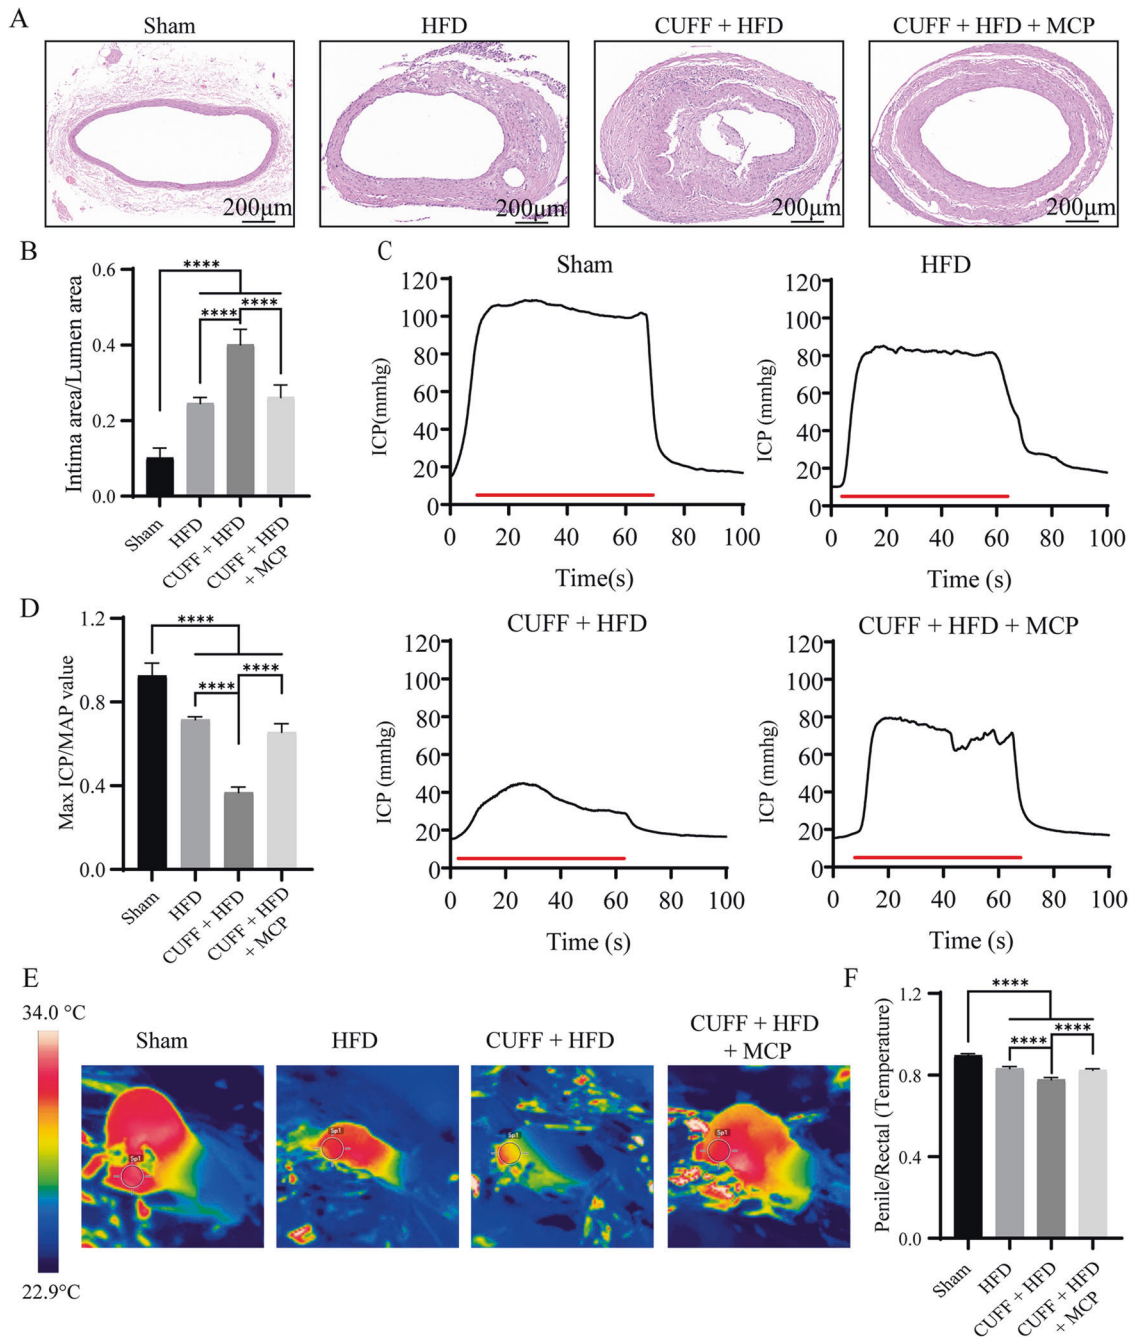 A
Sham
HFD
CUFF + HFD
CUFF + HFD + MCP
200μm
200μm
200μm
200μm
B
Intima area/Lumen area
0.6
0.4
0.2
0.0
****
****
****
Sham
HFD
CUFF + HFD
CUFF + HFD
+ MCP
C
Sham
ICP(mmhg)
120
100
80
60
40
20
0
0 20 40 60 80 100
Time(s)
HFD
ICP (mmhg)
120
100
80
60
40
20
0
0 20 40 60 80 100
Time (s)
D
Max ICP/MAP value
1.2
0.8
0.4
0.0
****
****
****
Sham
HFD
CUFF + HFD
CUFF + HFD
+ MCP
CUFF + HFD
ICP (mmhg)
120
100
80
60
40
20
0
0 20 40 60 80 100
Time (s)
CUFF + HFD + MCP
ICP (mmhg)
120
100
80
60
40
20
0
0 20 40 60 80 100
Time (s)
E
34.0 °C
22.9°C
Sham
HFD
CUFF + HFD
CUFF + HFD
+ MCP
Sp1
Sp1
Sp1
Sp1
F
Penile/Rectal (Temperature)
1.2
0.8
0.4
0.0
****
****
****
Sham
HFD
CUFF + HFD
CUFF + HFD
+ MCP